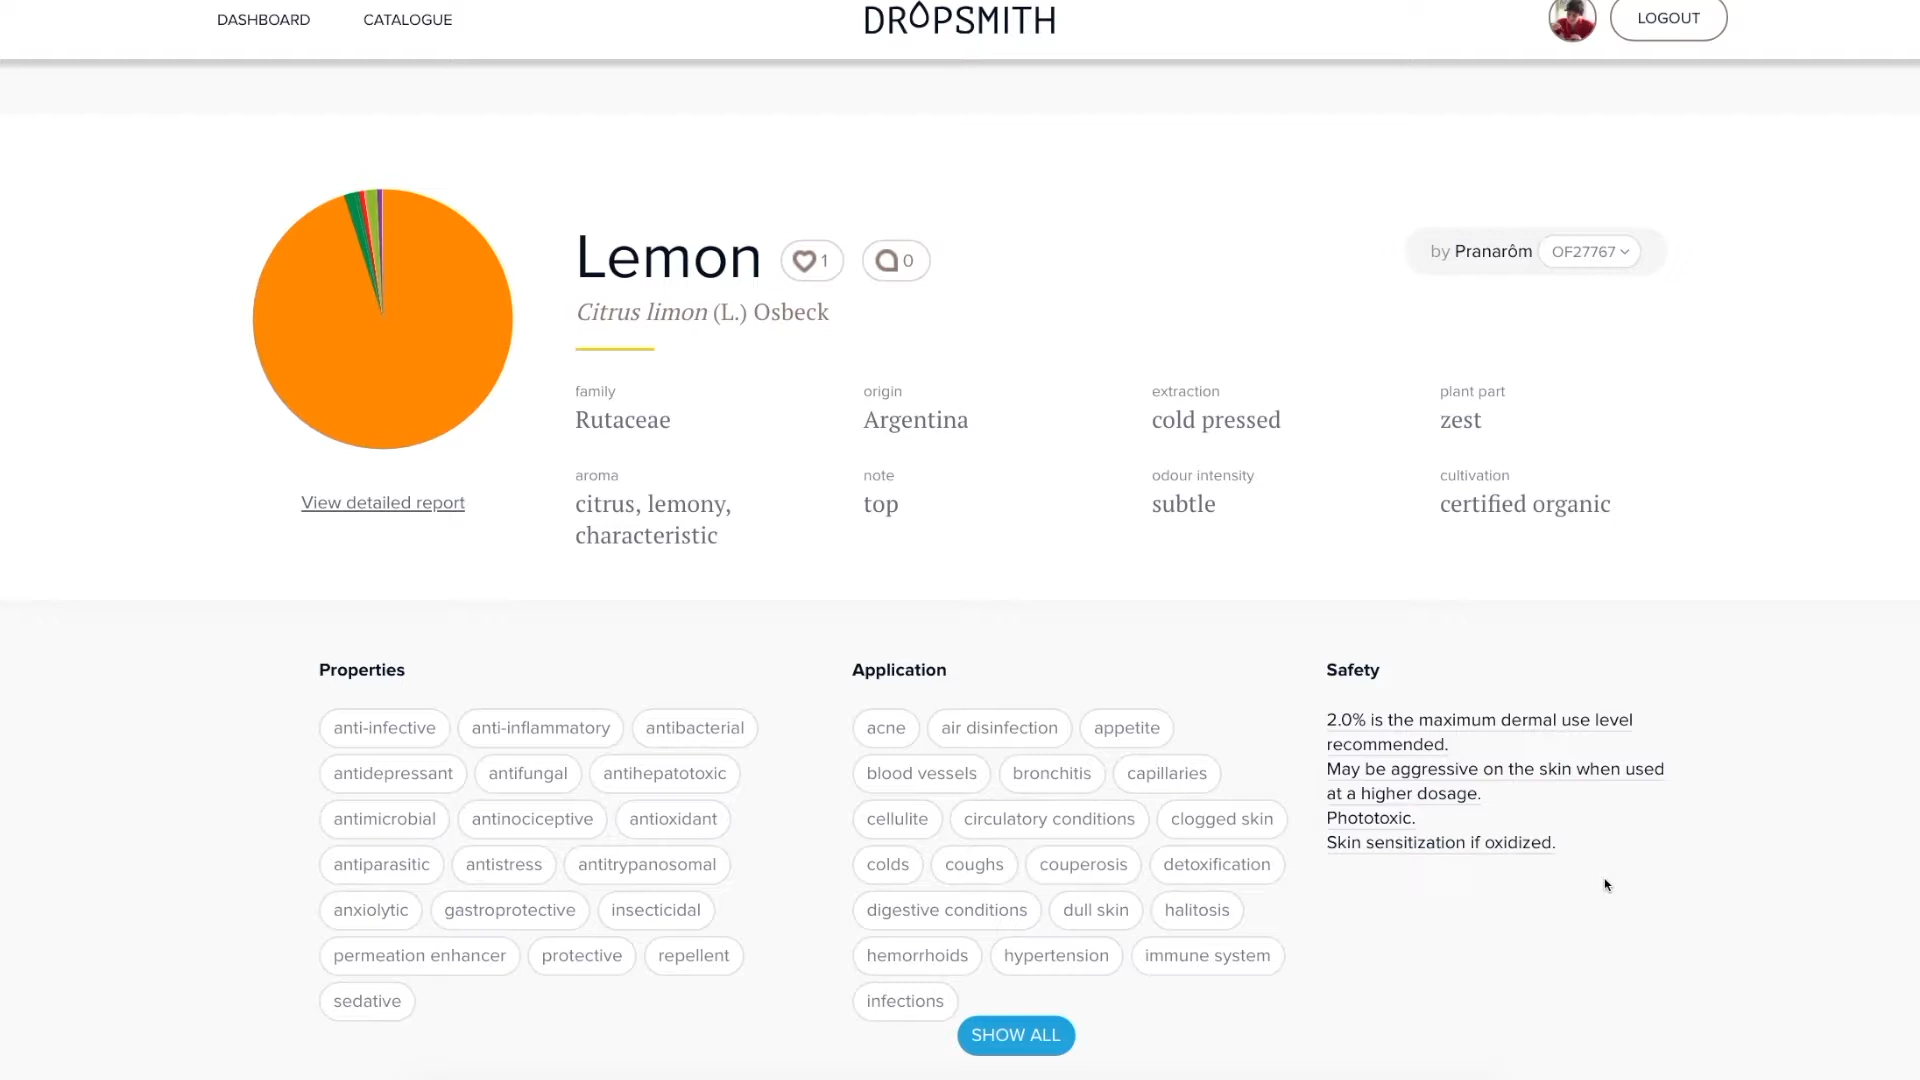 DASHBOARD
CATALOGUE
DROPSMITH
LOGOUT
Lemon
1
0
by Pranarôm
OF27767
Citrus limon (L.) Osbeck
View detailed report
family
Rutaceae
origin
Argentina
extraction
cold pressed
plant part
zest
aroma
citrus, lemony,
characteristic
note
top
odour intensity
subtle
cultivation
certified organic
Properties
anti-infective
anti-inflammatory
antibacterial
antidepressant
antifungal
antihepatotoxic
antimicrobial
antinociceptive
antioxidant
antiparasitic
antistress
antitrypanosomal
anxiolytic
gastroprotective
insecticidal
permeation enhancer
protective
repellent
sedative
Application
acne
air disinfection
appetite
blood vessels
bronchitis
capillaries
cellulite
circulatory conditions
clogged skin
colds
coughs
couperosis
detoxification
digestive conditions
dull skin
halitosis
hemorrhoids
hypertension
immune system
infections
SHOW ALL
Safety
2.0% is the maximum dermal use level
recommended.
May be aggressive on the skin when used
at a higher dosage.
Phototoxic.
Skin sensitization if oxidized.